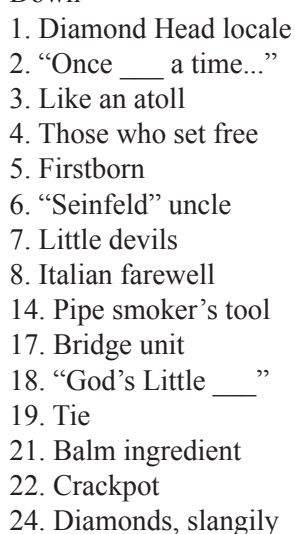 Down
1. Diamond Head locale
2. “Once ___ a time...”
3. Like an atoll
4. Those who set free
5. Firstborn
6. “Seinfeld” uncle
7. Little devils
8. Italian farewell
14. Pipe smoker’s tool
17. Bridge unit
18. “God’s Little ___”
19. Tie
21. Balm ingredient
22. Crackpot
24. Diamonds, slangily